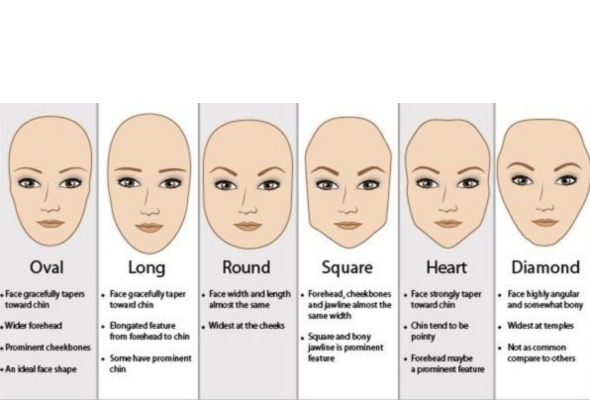 Oval
• Face gracefully tapers
toward chin
• Wider forehead
• Prominent cheekbones
• An ideal face shape
Long
• Face gracefully taper
toward chin
• Elongated feature
from forehead to chin
• Some have prominent
chin
Round
• Face width and length
almost the same
• Widest at the cheeks
Square
• Forehead, cheekbones
and jawline almost the
same width
• Square and bony
jawline is prominent
feature
Heart
• Face strongly taper
toward chin
• Chin tend to be
pointy
• Forehead maybe
a prominent feature
Diamond
• Face highly angular
and somewhat bony
• Widest at temples
• Not as common
compare to others